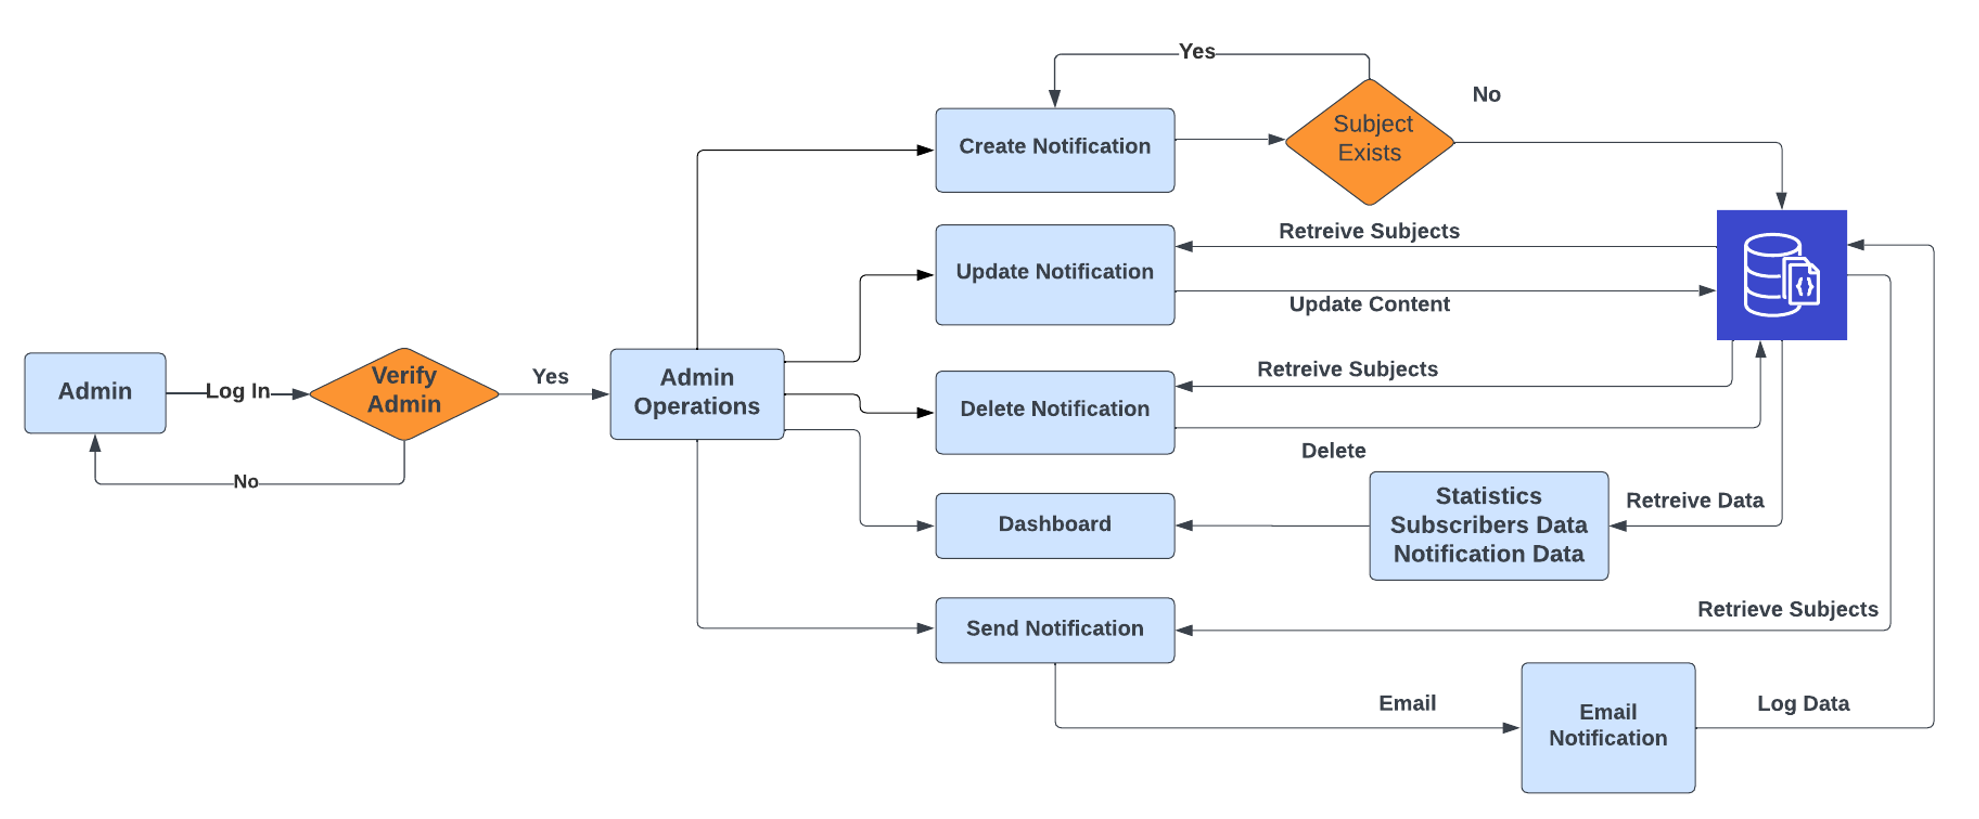 Yes
No
Subject
Exists
Create Notification
Retreive Subjects
Update Notification
Update Content
Admin
Log In
Verify
Admin
Yes
No
Admin
Operations
Retreive Subjects
Delete Notification
Delete
Statistics
Subscribers Data
Notification Data
Retreive Data
Dashboard
Retrieve Subjects
Send Notification
Email
Email
Notification
Log Data
{}